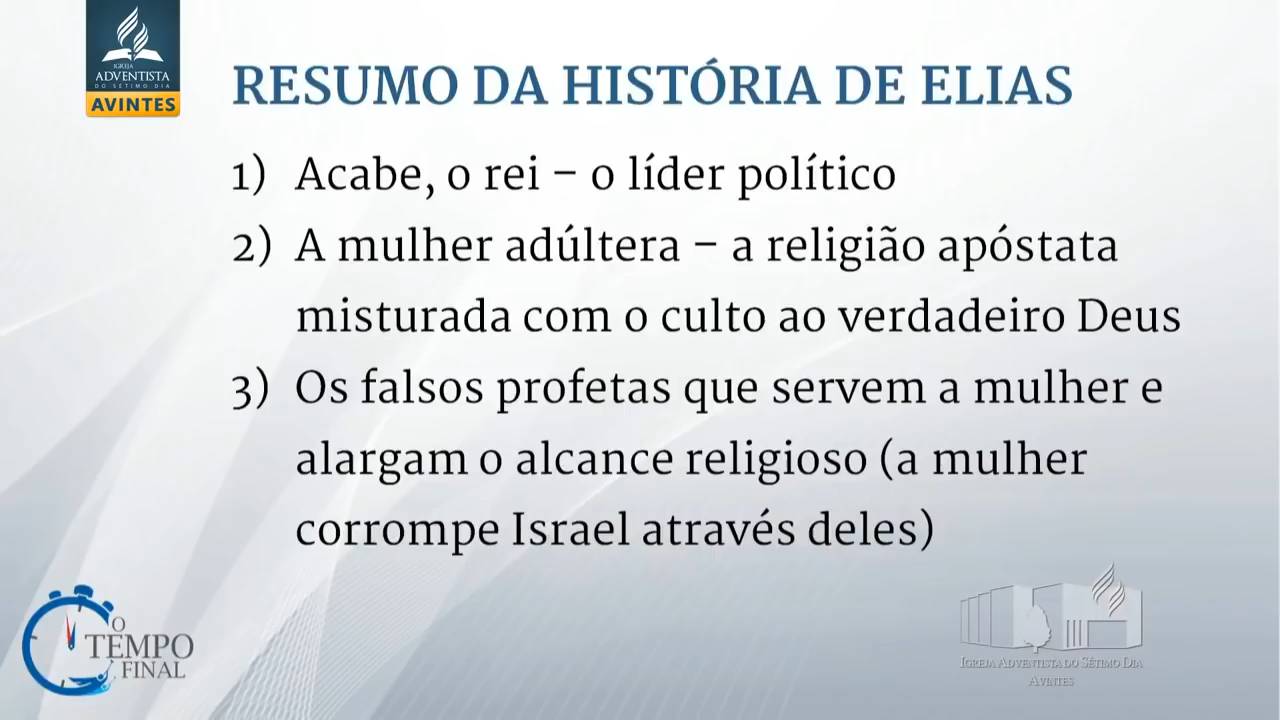 IGREJA
ADVENTISTA
DO SÉTIMO DIA
AVINTES
RESUMO DA HISTÓRIA DE ELIAS
1) Acabe, o rei – o líder político
2) A mulher adúltera – a religião apóstata
misturada com o culto ao verdadeiro Deus
3) Os falsos profetas que servem a mulher e
alargam o alcance religioso (a mulher
corrompe Israel através deles)
O
TEMPO
FINAL
IGREJA ADVENTISTA DO SÉTIMO DIA
AVINTES